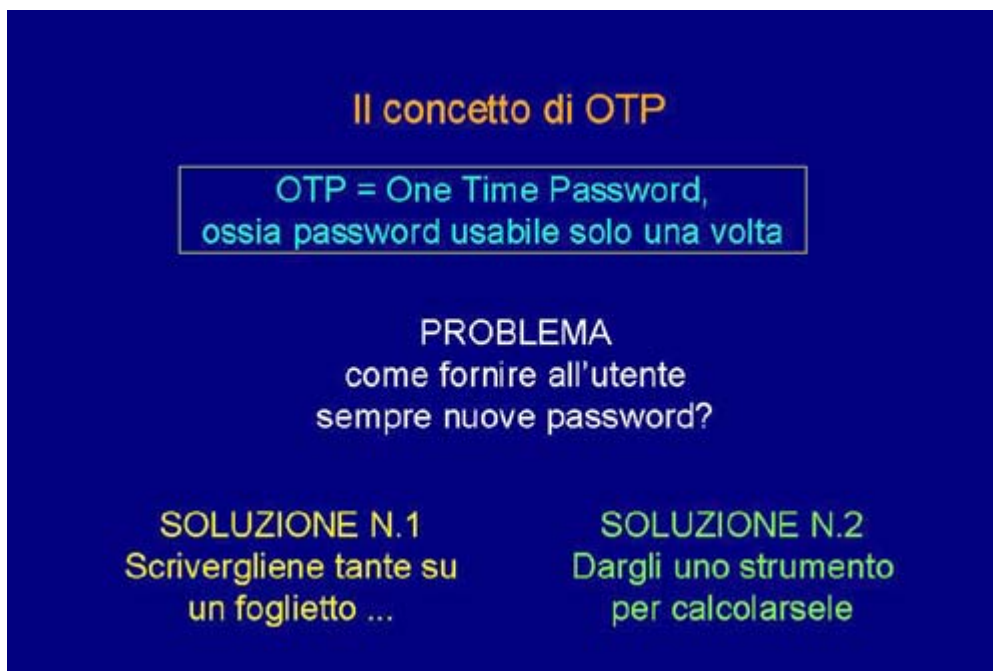 Il concetto di OTP
OTP = One Time Password,
ossia password usabile solo una volta
PROBLEMA
come fornire all'utente
sempre nuove password?
SOLUZIONE N.1
Scrivergliene tante su
un foglietto ...
SOLUZIONE N.2
Dargli uno strumento
per calcolarsele